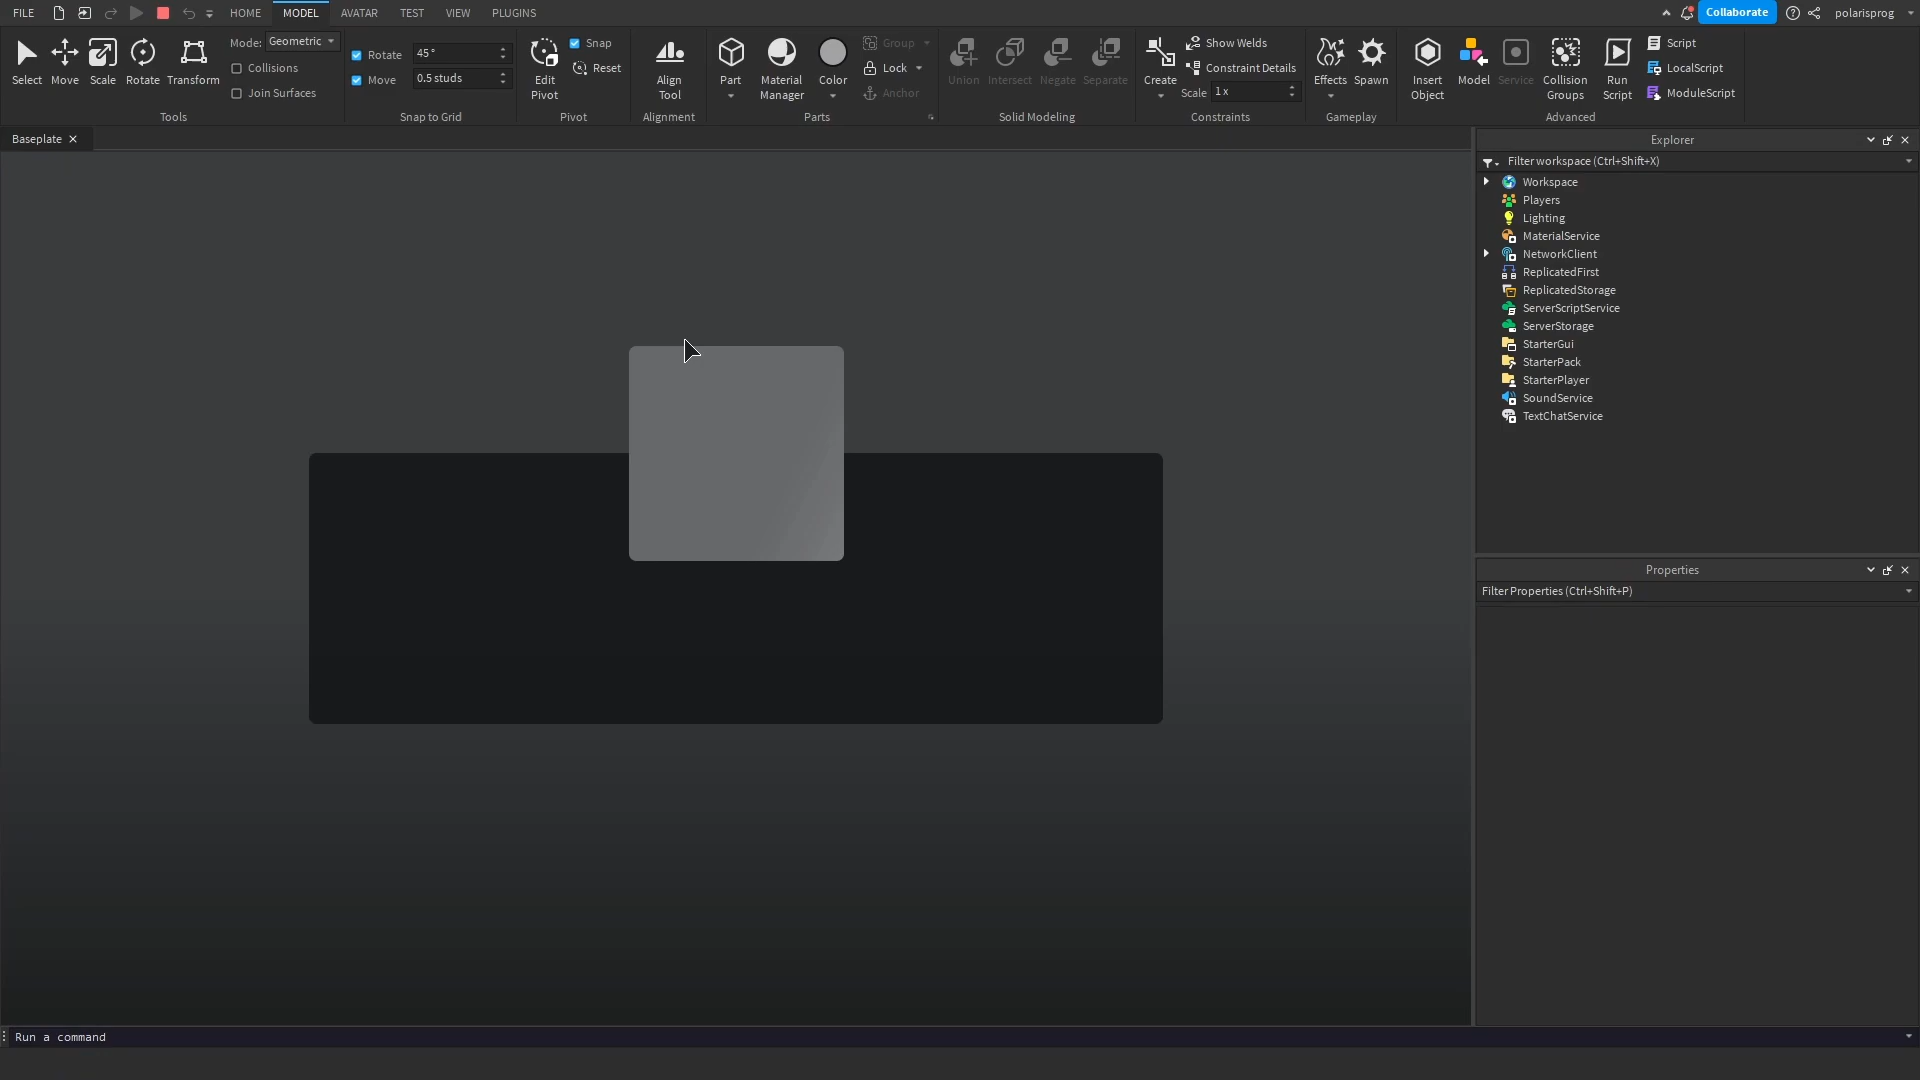 FILE
HOME
MODEL
AVATAR
TEST
VIEW
PLUGINS
Collaborate
polarisprog
Select
Move
Scale
Rotate
Transform
Mode:
Geometric
Collisions
Join Surfaces
Tools
Rotate
45 °
Move
0.5 studs
Snap to Grid
Edit
Pivot
Snap
Reset
Pivot
Align
Tool
Alignment
Part
Material
Manager
Color
Group
Lock
Anchor
Parts
Union
Intersect
Negate
Separate
Solid Modeling
Create
Show Welds
Constraint Details
Scale
1 x
Constraints
Effects
Spawn
Gameplay
Insert
Object
Model
Service
Collision
Groups
Run
Script
Script
LocalScript
ModuleScript
Advanced
Baseplate
Explorer
Filter workspace (Ctrl+Shift+X)
Workspace
Players
Lighting
MaterialService
NetworkClient
ReplicatedFirst
ReplicatedStorage
ServerScriptService
ServerStorage
StarterGui
StarterPack
StarterPlayer
SoundService
TextChatService
Properties
Filter Properties (Ctrl+Shift+P)
Run a command